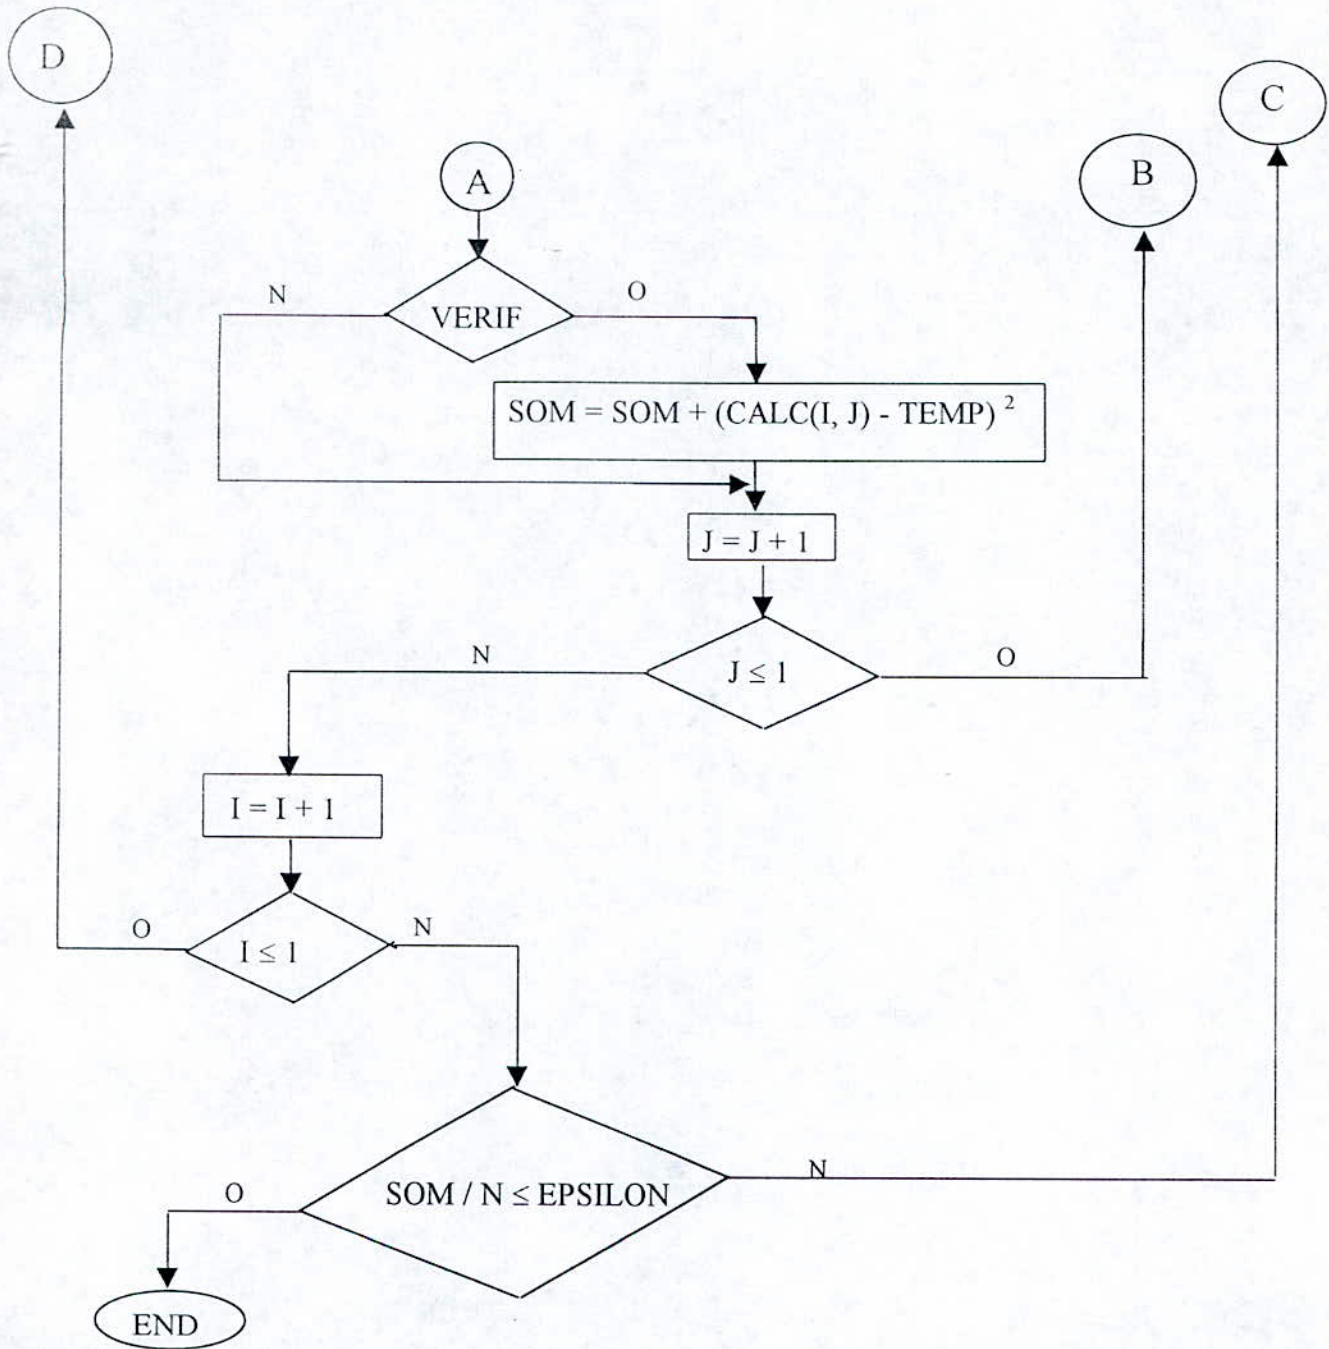 D
C
B
A
N
O
VERIF
SOM = SOM + (CALC(I, J) - TEMP) ²
J = J + 1
N
J ≤ 1
O
I = I + 1
O
I ≤ 1
N
SOM / N ≤ EPSILON
O
N
END